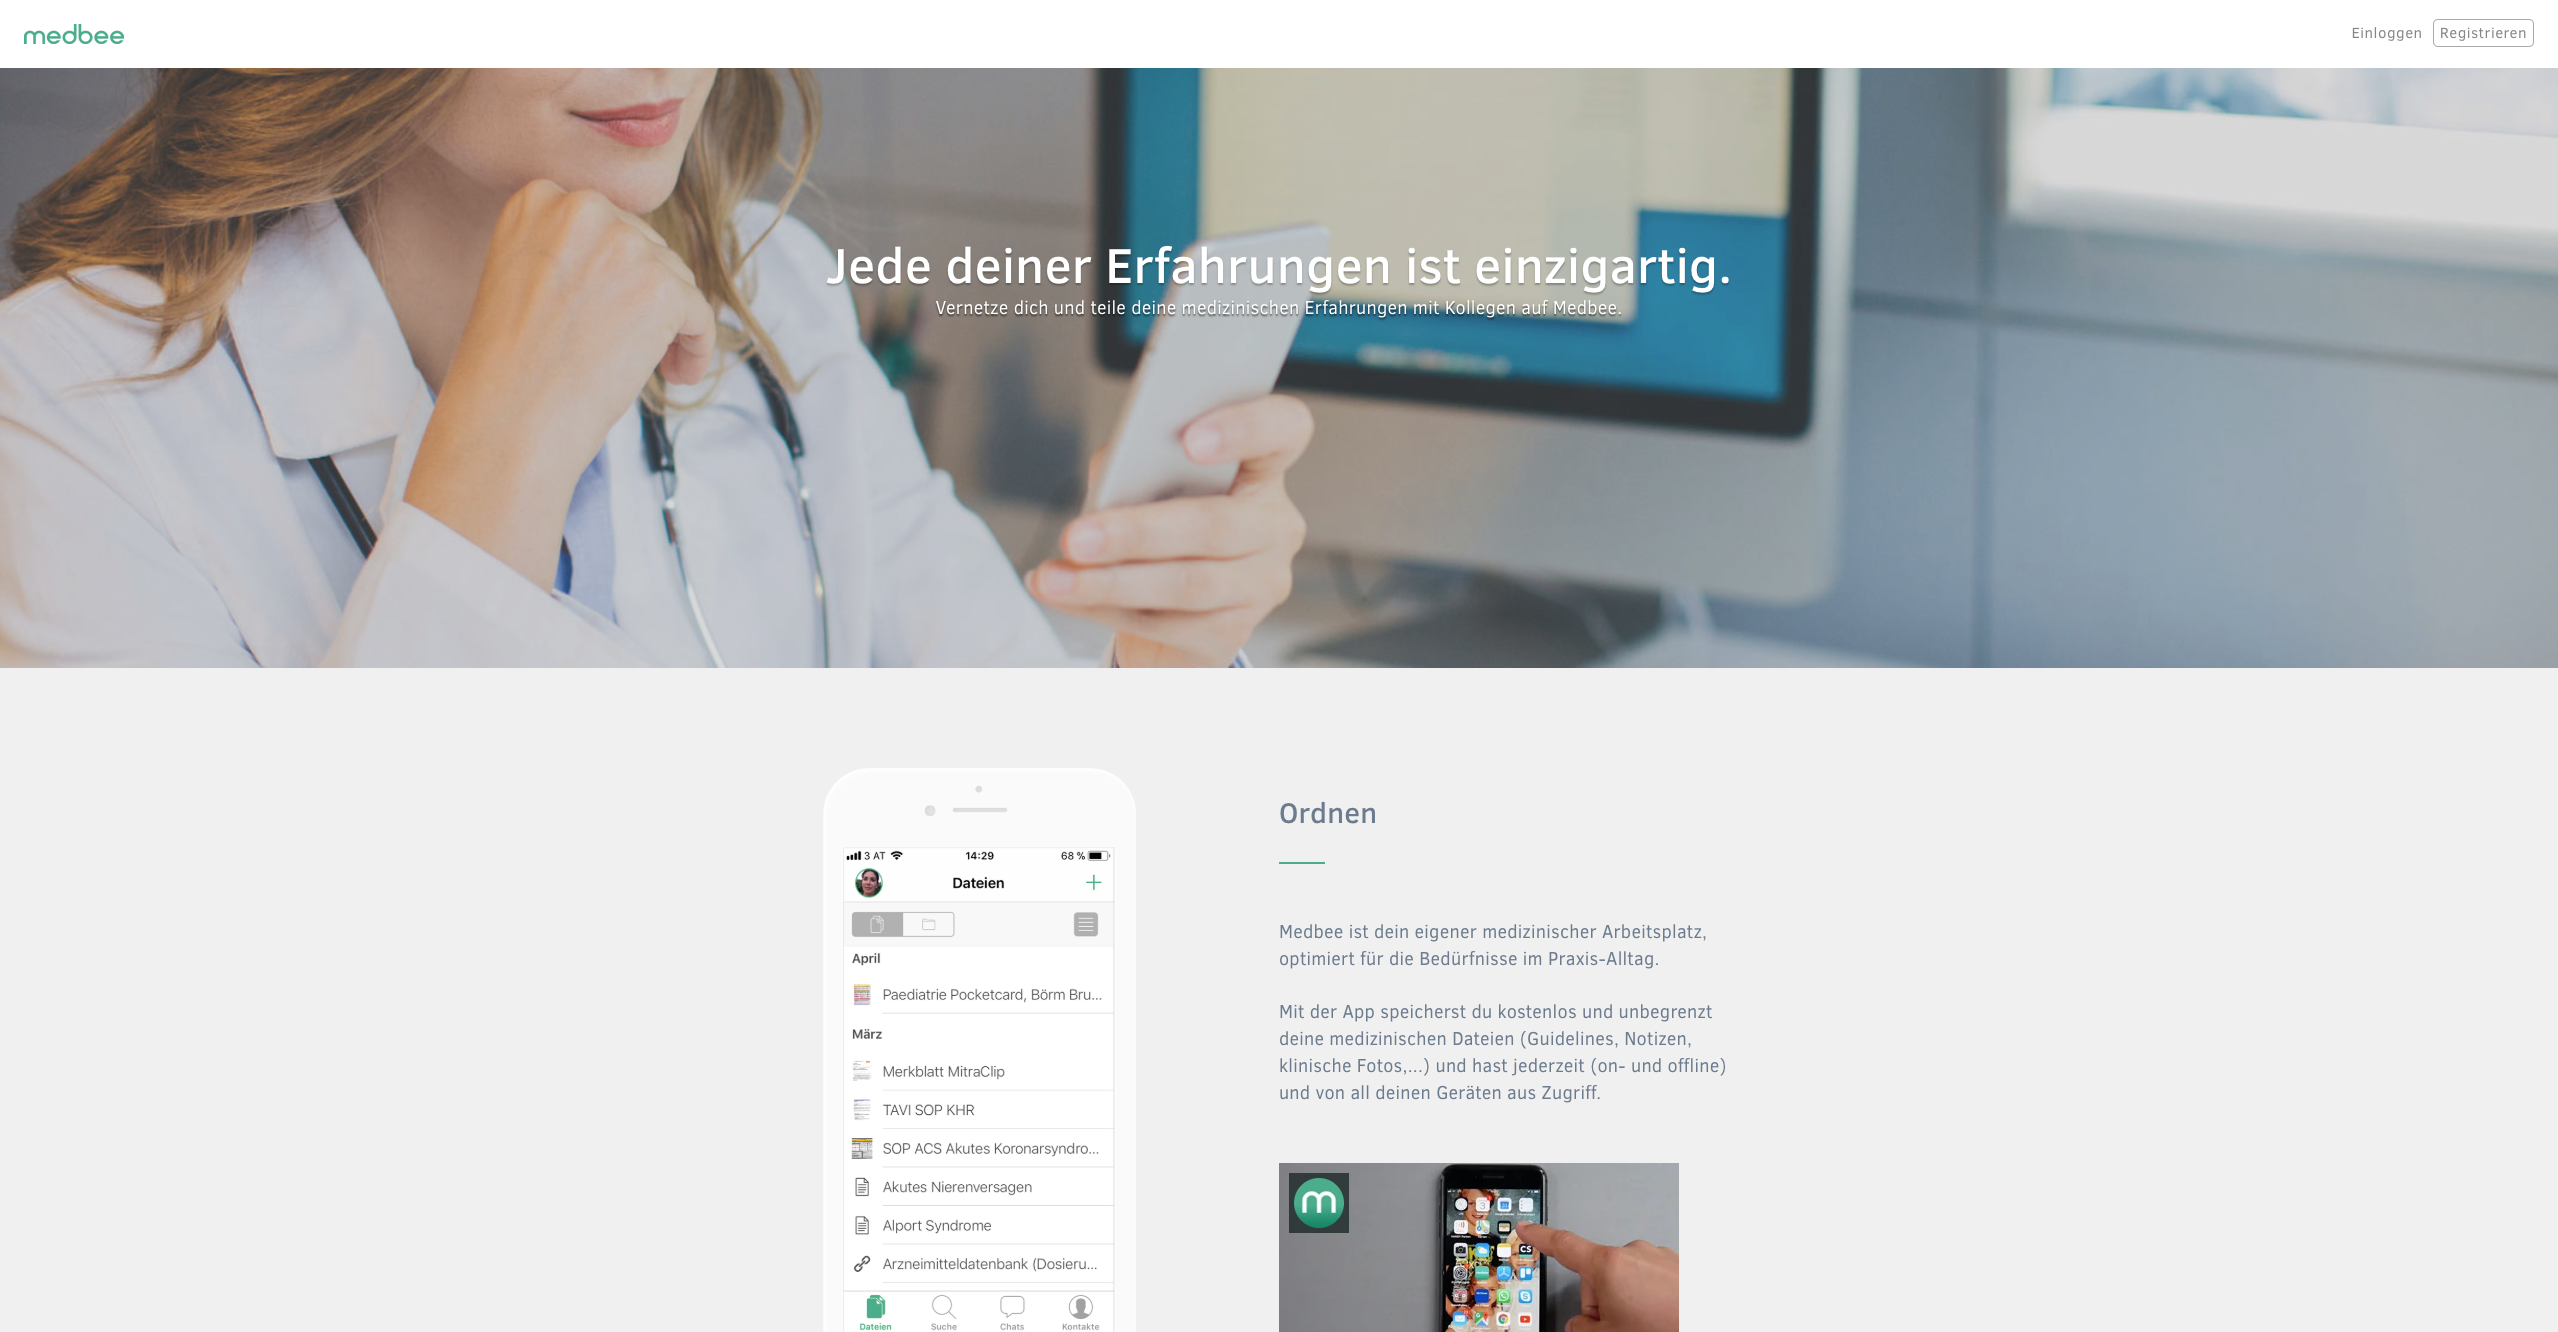 medbee
Einloggen
Registrieren
Jede deiner Erfahrungen ist einzigartig.
Vernetze dich und teile deine medizinischen Erfahrungen mit Kollegen auf Medbee.
3 AT
14:29
68 %
Dateien
April
Paediatrie Pocketcard, Börm Bru...
März
Merkblatt MitraClip
TAVI SOP KHR
SOP ACS Akutes Koronarsyndro...
Akutes Nierenversagen
Alport Syndrome
Arzneimitteldatenbank (Dosieru...
Dateien
Suche
Chats
Kontakte
Ordnen
Medbee ist dein eigener medizinischer Arbeitsplatz,
optimiert für die Bedürfnisse im Praxis-Alltag.
Mit der App speicherst du kostenlos und unbegrenzt
deine medizinischen Dateien (Guidelines, Notizen,
klinische Fotos,...) und hast jederzeit (on- und offline)
und von all deinen Geräten aus Zugriff.
m
CS